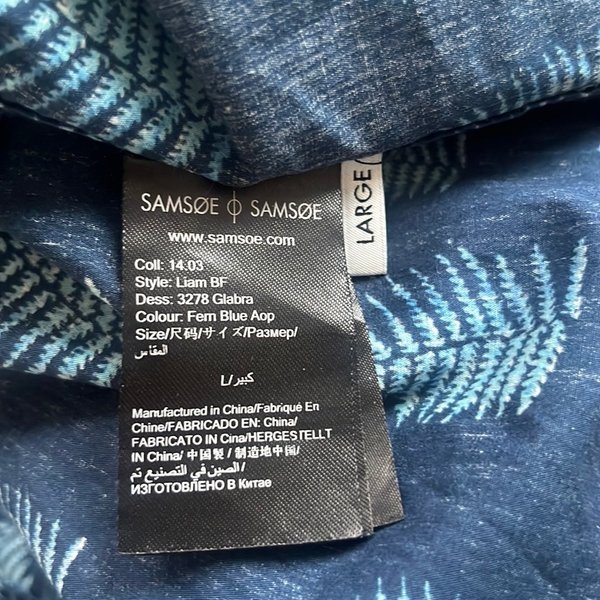 SAMSØE SAMSØE
www.samsoe.com
Coll: 14.03
Style: Liam BF
Dess: 3278 Glabra
Colour: Fern Blue Aop
Size/尺码/サイズ/Размер/
المقاس
L/كبير
Manufactured in China/Fabriqué En
Chine/FABRICADO EN: China/
FABRICATO IN Cina/HERGESTELLT
IN China/ 中国製 / 制造地中国/
الصين في التصنيع تم/
ИЗГОТОВЛЕНО В Китае
LARGE